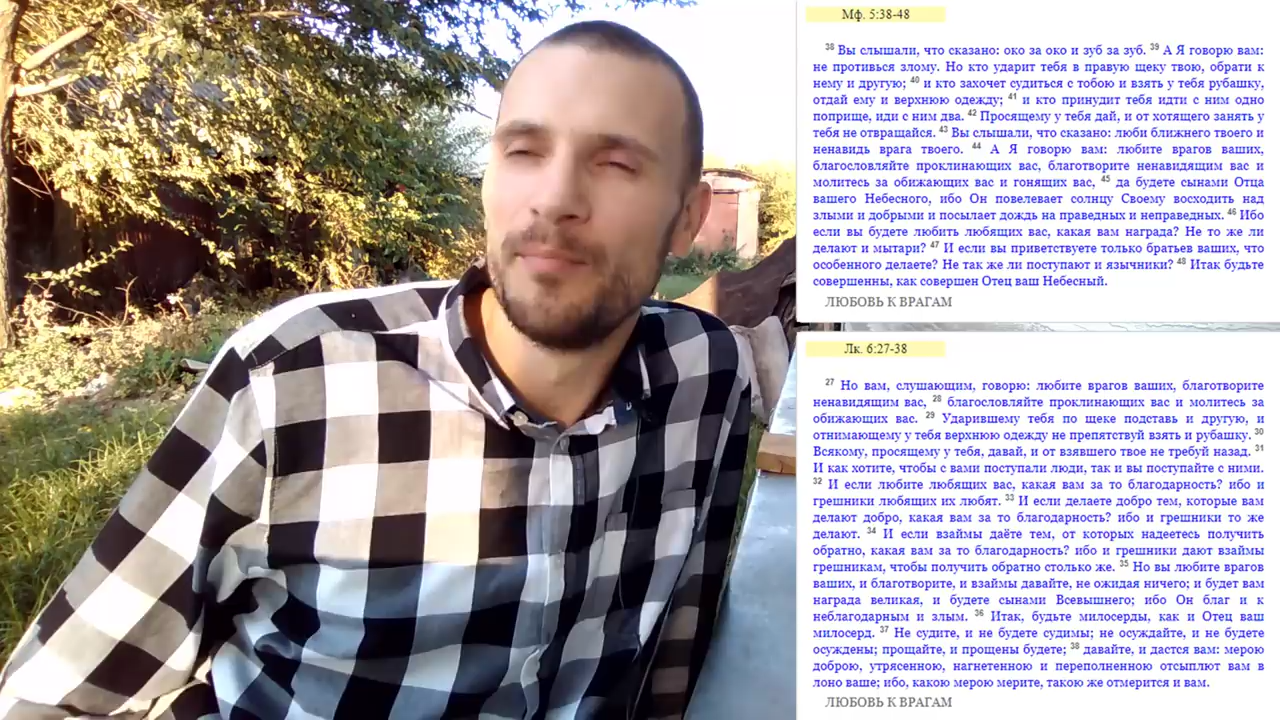 Мф. 5:38-48
38 Вы слышали, что сказано: око за око и зуб за зуб. 39 А Я говорю вам:
не противься злому. Но кто ударит тебя в правую щеку твою, обрати к
нему и другую; 40 и кто захочет судиться с тобою и взять у тебя рубашку,
отдай ему и верхнюю одежду; 41 и кто принудит тебя идти с ним одно
поприще, иди с ним два. 42 Просящему у тебя дай, и от хотящего занять у
тебя не отвращайся. 43 Вы слышали, что сказано: люби ближнего твоего и
ненавидь врага твоего. 44 А Я говорю вам: любите врагов ваших,
благословляйте проклинающих вас, благотворите ненавидящим вас и
молитесь за обижающих вас и гонящих вас, 45 да будете сынами Отца
вашего Небесного, ибо Он повелевает солнцу Своему восходить над
злыми и добрыми и посылает дождь на праведных и неправедных. 46 Ибо
если вы будете любить любящих вас, какая вам награда? Не то же ли
делают и мытари? 47 И если вы приветствуете только братьев ваших, что
особенного делаете? Не так же ли поступают и язычники? 48 Итак будьте
совершенны, как совершен Отец ваш Небесный.
ЛЮБОВЬ К ВРАГАМ
Лк. 6:27-38
27 Но вам, слушающим, говорю: любите врагов ваших, благотворите
ненавидящим вас, 28 благословляйте проклинающих вас и молитесь за
обижающих вас. 29 Ударившему тебя по щеке подставь и другую, и
отнимающему у тебя верхнюю одежду не препятствуй взять и рубашку. 30
Всякому, просящему у тебя, давай, и от взявшего твое не требуй назад. 31
И как хотите, чтобы с вами поступали люди, так и вы поступайте с ними.
32 И если любите любящих вас, какая вам за то благодарность? ибо и
грешники любящих их любят. 33 И если делаете добро тем, которые вам
делают добро, какая вам за то благодарность? ибо и грешники то же
делают. 34 И если взаймы даёте тем, от которых надеетесь получить
обратно, какая вам за то благодарность? ибо и грешники дают взаймы
грешникам, чтобы получить обратно столько же. 35 Но вы любите врагов
ваших, и благотворите, и взаймы давайте, не ожидая ничего; и будет вам
награда великая, и будете сынами Всевышнего; ибо Он благ и к
неблагодарным и злым. 36 Итак, будьте милосерды, как и Отец ваш
милосерд. 37 Не судите, и не будете судимы; не осуждайте, и не будете
осуждены; прощайте, и прощены будете; 38 давайте, и дастся вам: мерою
доброю, утрясенною, нагнетенною и переполненною отсыплют вам в
лоно ваше; ибо, какою мерою мерите, такою же отмерится и вам.
ЛЮБОВЬ К ВРАГАМ